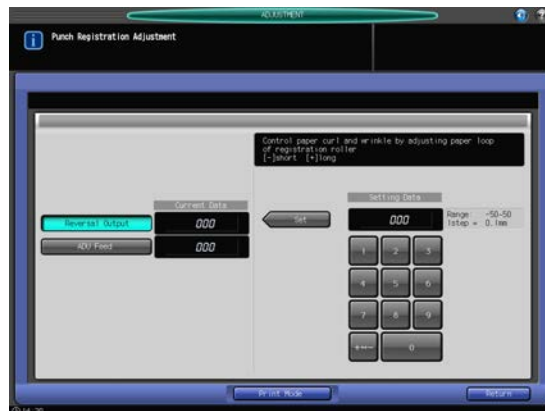 ADJUSTMENT
Punch Registration Adjustment
Control paper curl and wrinkle by adjusting paper loop
of registration roller
[-]short [+]long
Current Data
Setting Data
Reversal Output
000
Set
000
Range: -50-50
1step = 0.1mm
ADU Feed
000
1 2 3
4 5 6
7 8 9
0
Print Mode
Return